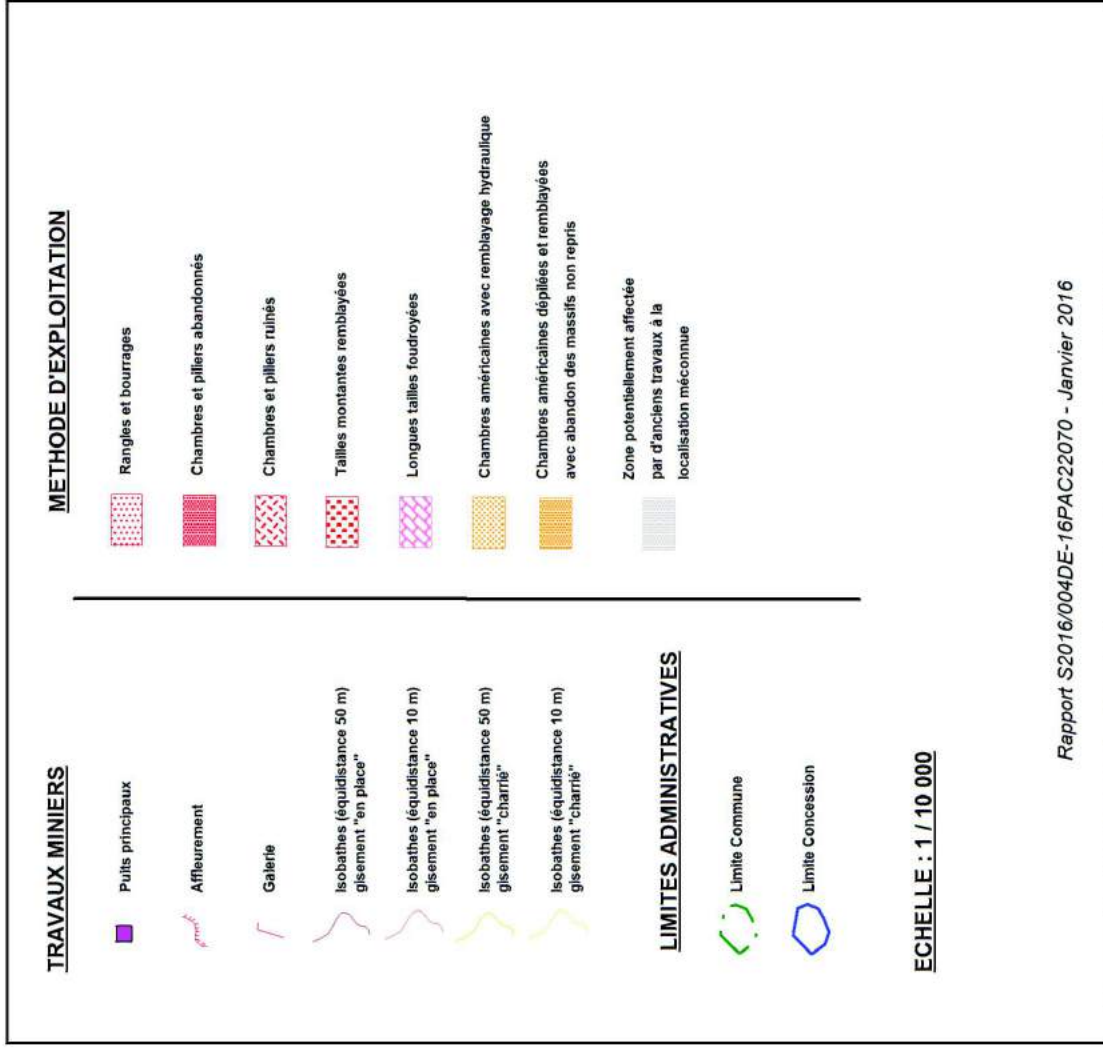 TRAVAUX MINIERS
Puits principaux
Affleurement
Galerie
Isobathes (équidistance 50 m)
gisement "en place"
Isobathes (équidistance 10 m)
gisement "en place"
Isobathes (équidistance 50 m)
gisement "charrié"
Isobathes (équidistance 10 m)
gisement "charrié"
LIMITES ADMINISTRATIVES
Limite Commune
Limite Concession
ECHELLE : 1 / 10 000
METHODE D'EXPLOITATION
Rangles et bourrages
Chambres et piliers abandonnés
Chambres et piliers ruinés
Tailles montantes remblayées
Longues tailles foudroyées
Chambres américaines avec remblayage hydraulique
Chambres américaines dépilées et remblayées
avec abandon des massifs non repris
Zone potentiellement affectée
par d'anciens travaux à la
localisation méconnue
Rapport S2016/004DE-16PAC22070 - Janvier 2016